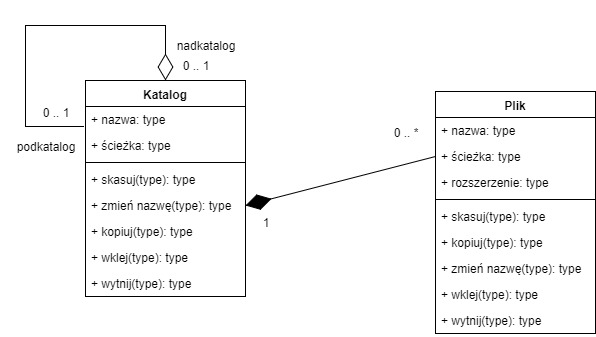 nadkatalog
0 .. 1
Katalog
0 .. 1
+ nazwa: type
podkatalog
+ ścieżka: type
+ skasuj(type): type
+ zmień nazwę(type): type
+ kopiuj(type): type
+ wklej(type): type
+ wytnij(type): type
1
0 .. *
Plik
+ nazwa: type
+ ścieżka: type
+ rozszerzenie: type
+ skasuj(type): type
+ kopiuj(type): type
+ zmień nazwę(type): type
+ wklej(type): type
+ wytnij(type): type